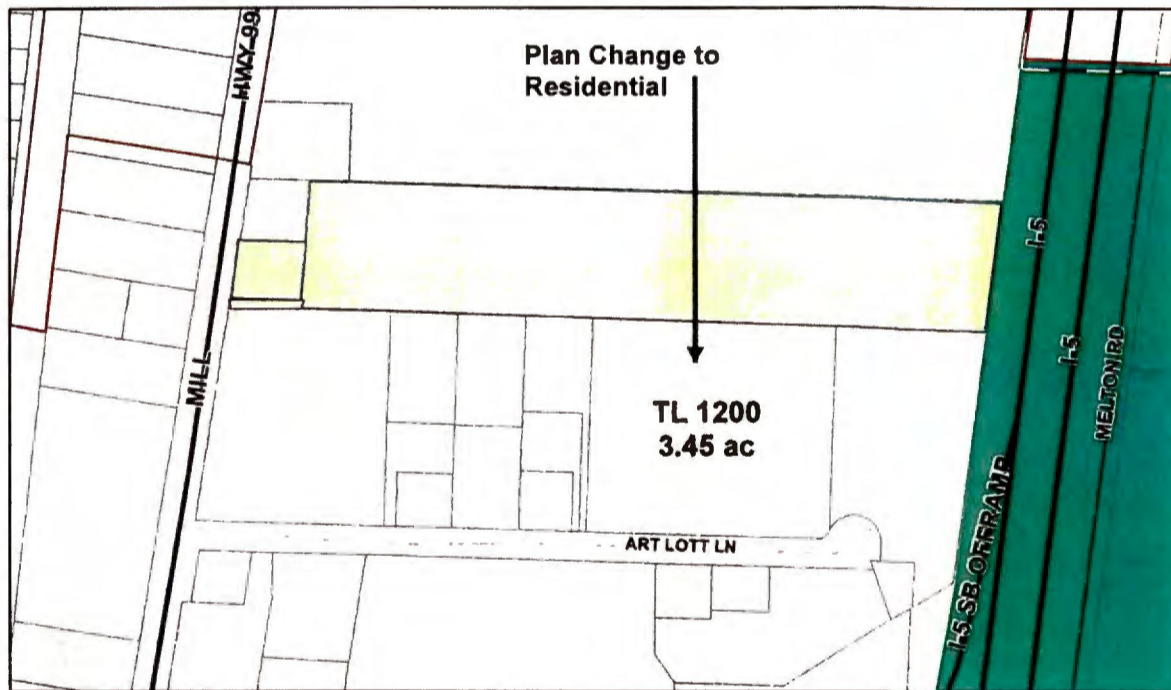 Plan Change to
Residential
HWY 99
I-5
I-5
MELTON RD
MILL
TL 1200
3.45 ac
ART LOTT LN
I-5 SB OFFRAMP